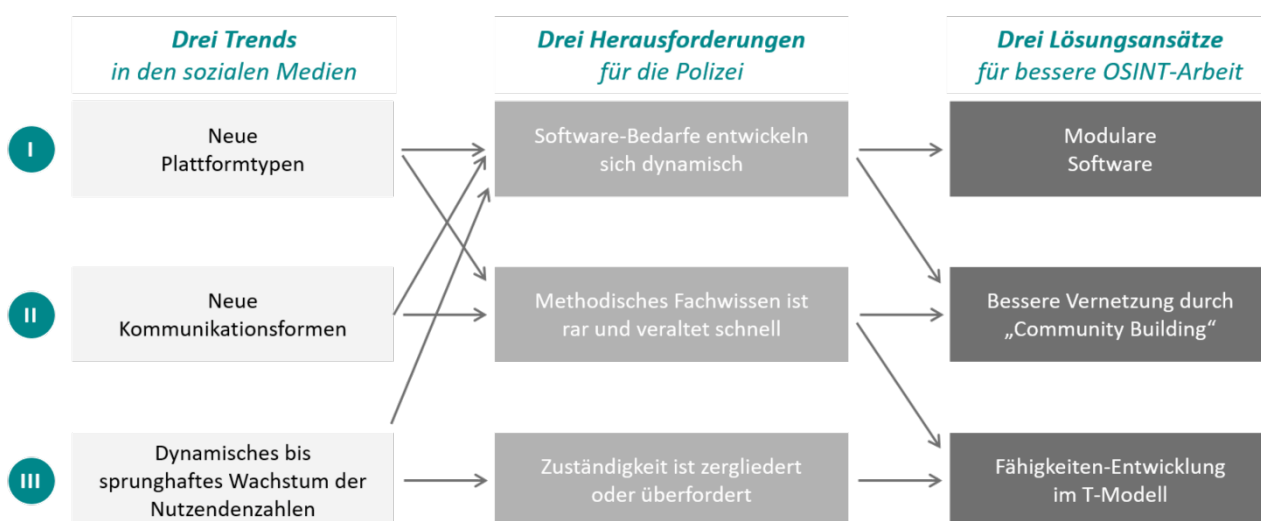 Drei Trends
in den sozialen Medien
Drei Herausforderungen
für die Polizei
Drei Lösungsansätze
für bessere OSINT-Arbeit
I
Neue
Plattformtypen
Software-Bedarfe entwickeln
sich dynamisch
Modulare
Software
II
Neue
Kommunikationsformen
Methodisches Fachwissen ist
rar und veraltet schnell
Bessere Vernetzung durch
„Community Building“
III
Dynamisches bis
sprunghaftes Wachstum der
Nutzendenzahlen
Zuständigkeit ist zergliedert
oder überfordert
Fähigkeiten-Entwicklung
im T-Modell